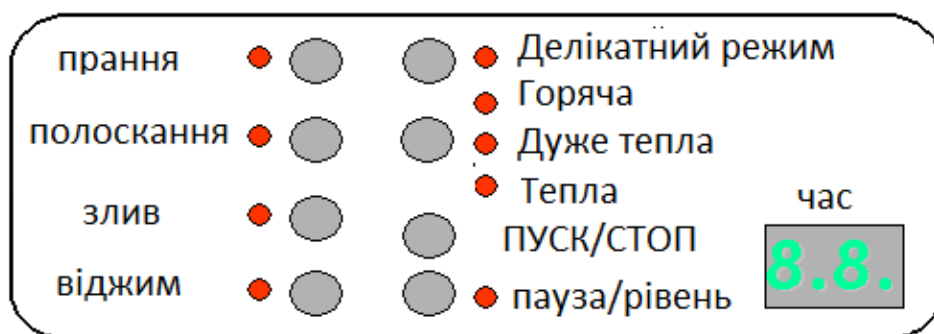 прання
полоскання
злив
віджим
Делікатний режим
Горяча
Дуже тепла
Тепла
ПУСК/СТОП
пауза/рівень
час
8.8.